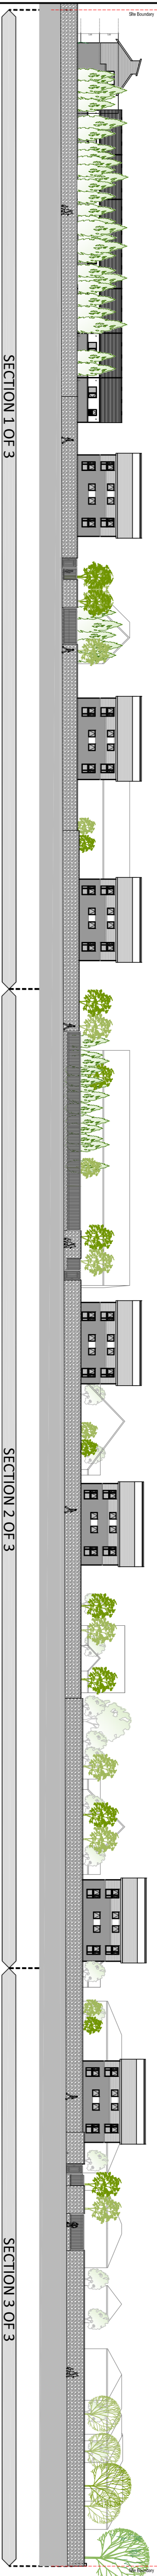 Site Boundary
SECTION 1 OF 3
SECTION 2 OF 3
SECTION 3 OF 3
Site Boundary